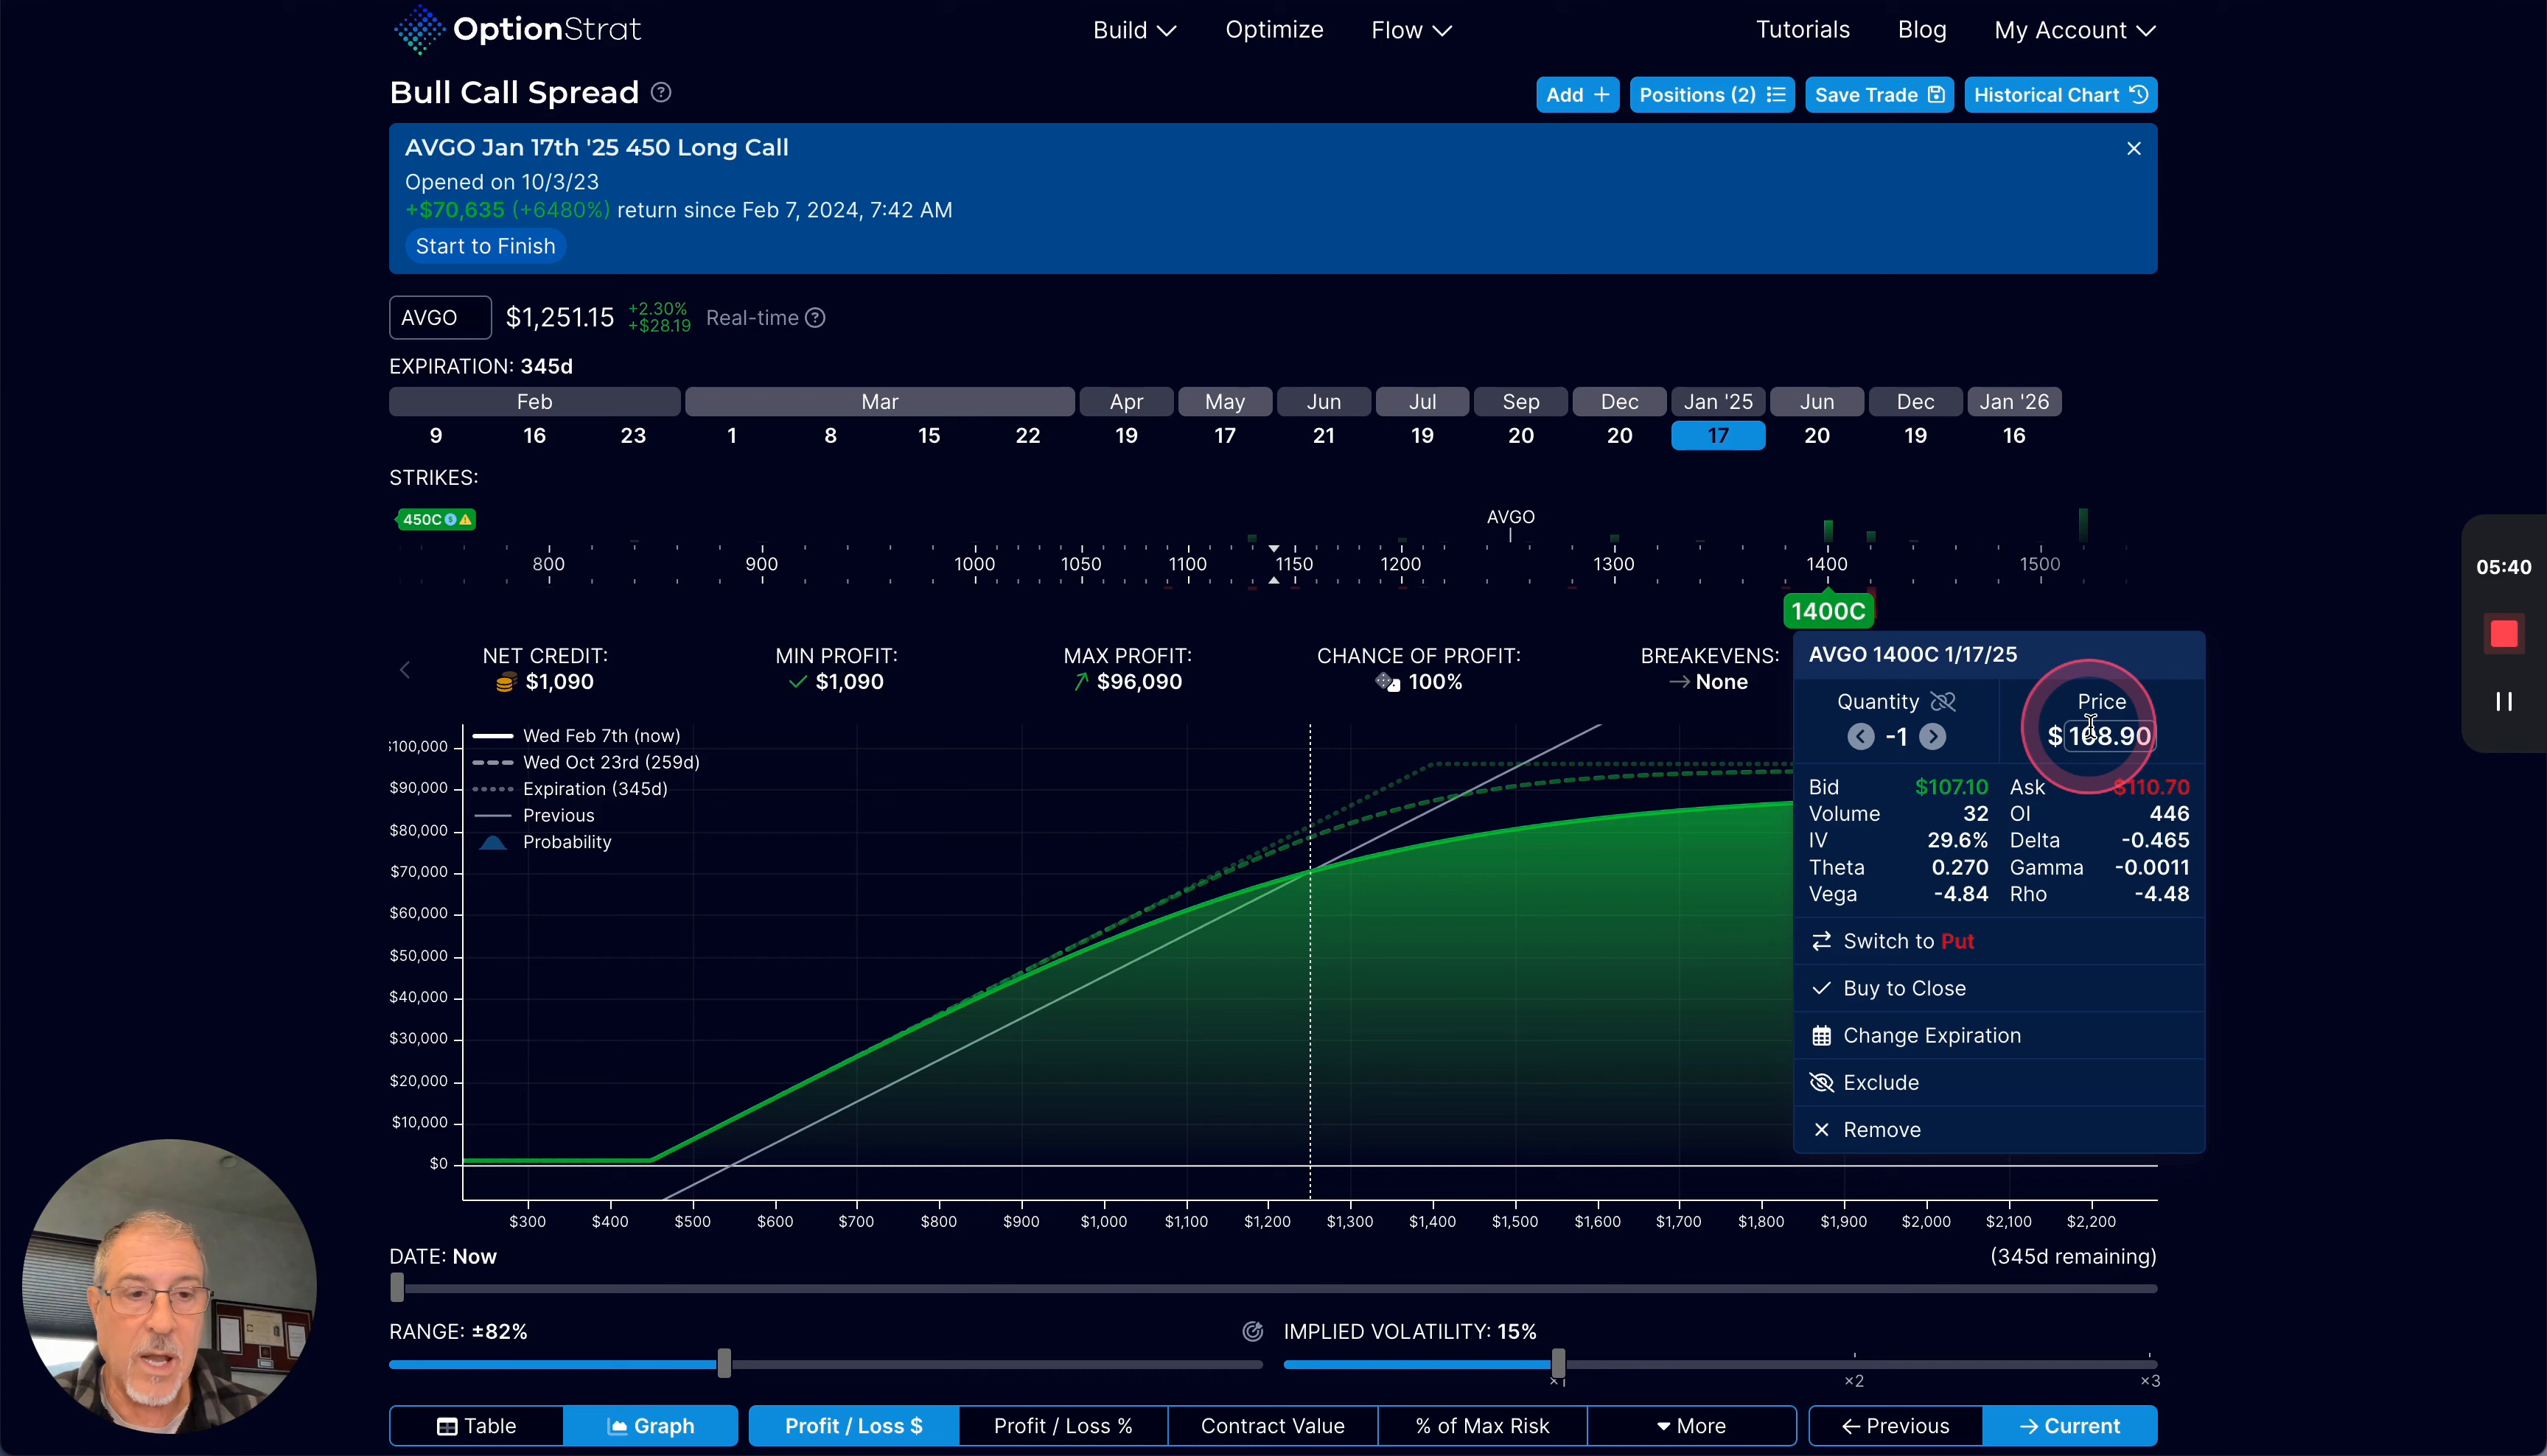 OptionStrat
Build Optimize Flow Tutorials Blog My Account
Bull Call Spread ?
Add + Positions (2) Save Trade Historical Chart
AVGO Jan 17th '25 450 Long Call
Opened on 10/3/23
+$70,635 (+6480%) return since Feb 7, 2024, 7:42 AM
Start to Finish
AVGO $1,251.15 +2.30% +$28.19 Real-time ?
EXPIRATION: 345d
Feb Mar Apr May Jun Jul Sep Dec Jan '25 Jun Dec Jan '26
9 16 23 1 8 15 22 19 17 21 19 20 20 17 20 19 16
STRIKES:
450C $ AVGO
800 900 1000 1050 1100 1150 1200 1300 1400 1500
1400C
05:40
NET CREDIT: MIN PROFIT: MAX PROFIT: CHANCE OF PROFIT: BREAKEVENS:
$1,090 $1,090 $96,090 100% None
AVGO 1400C 1/17/25
Quantity Price
-1 $108.90
Bid $107.10 Ask $110.70
Volume 32 OI 446
IV 29.6% Delta -0.465
Theta 0.270 Gamma -0.0011
Vega -4.84 Rho -4.48
Switch to Put
Buy to Close
Change Expiration
Exclude
Remove
Wed Feb 7th (now)
Wed Oct 23rd (259d)
Expiration (345d)
Previous
Probability
$100,000
$90,000
$80,000
$70,000
$60,000
$50,000
$40,000
$30,000
$20,000
$10,000
$0
$300 $400 $500 $600 $700 $800 $900 $1,000 $1,100 $1,200 $1,300 $1,400 $1,500 $1,600 $1,700 $1,800 $1,900 $2,000 $2,100 $2,200
DATE: Now (345d remaining)
RANGE: ±82% IMPLIED VOLATILITY: 15%
×1 ×2 ×3
Table Graph Profit / Loss $ Profit / Loss % Contract Value % of Max Risk More Previous Current